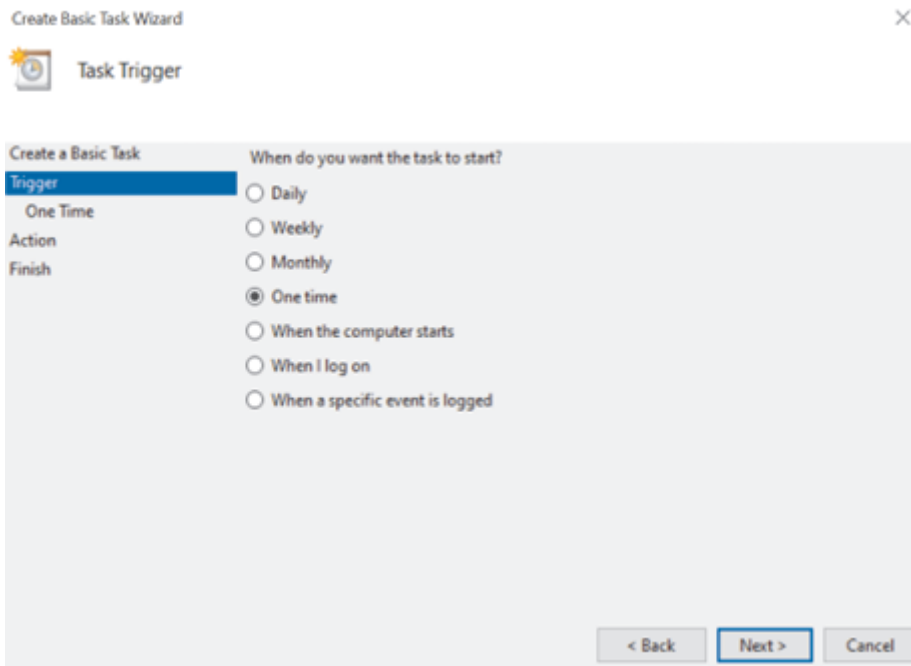 Create Basic Task Wizard
Task Trigger
Create a Basic Task
Trigger
One Time
Action
Finish
When do you want the task to start?
Daily
Weekly
Monthly
One time
When the computer starts
When I log on
When a specific event is logged
< Back
Next >
Cancel